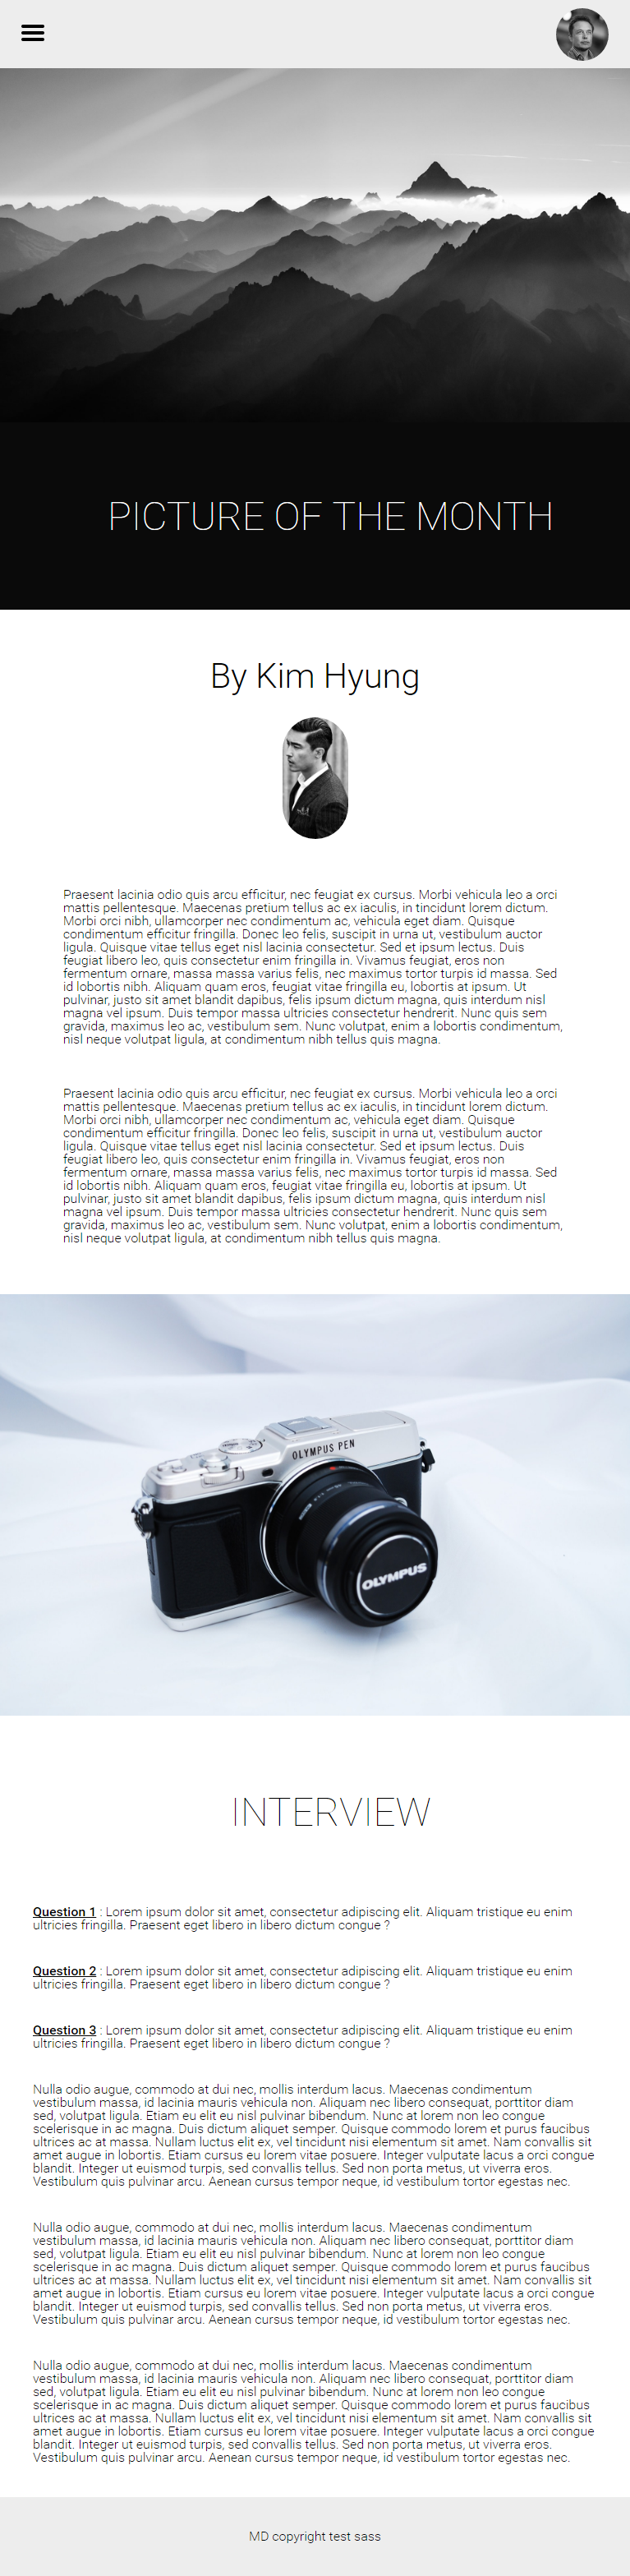 PICTURE OF THE MONTH
By Kim Hyung
Praesent lacinia odio quis arcu efficitur, nec feugiat ex cursus. Morbi vehicula leo a orci
mattis pellentesque. Maecenas pretium tellus ac ex iaculis, in tincidunt lorem dictum.
Morbi orci nibh, ullamcorper nec condimentum ac, vehicula eget diam. Quisque
condimentum efficitur fringilla. Donec leo felis, suscipit in urna ut, vestibulum auctor
ligula. Quisque vitae tellus eget nisl lacinia consectetur. Sed et ipsum lectus. Duis
feugiat libero leo, quis consectetur enim fringilla in. Vivamus feugiat, eros non
fermentum ornare, massa massa varius felis, nec maximus tortor turpis id massa. Sed
id lobortis nibh. Aliquam quam eros, feugiat vitae fringilla eu, lobortis at ipsum. Ut
pulvinar, justo sit amet blandit dapibus, felis ipsum dictum magna, quis interdum nisl
magna vel ipsum. Duis tempor massa ultricies consectetur hendrerit. Nunc quis sem
gravida, maximus leo ac, vestibulum sem. Nunc volutpat, enim a lobortis condimentum,
nisl neque volutpat ligula, at condimentum nibh tellus quis magna.
Praesent lacinia odio quis arcu efficitur, nec feugiat ex cursus. Morbi vehicula leo a orci
mattis pellentesque. Maecenas pretium tellus ac ex iaculis, in tincidunt lorem dictum.
Morbi orci nibh, ullamcorper nec condimentum ac, vehicula eget diam. Quisque
condimentum efficitur fringilla. Donec leo felis, suscipit in urna ut, vestibulum auctor
ligula. Quisque vitae tellus eget nisl lacinia consectetur. Sed et ipsum lectus. Duis
feugiat libero leo, quis consectetur enim fringilla in. Vivamus feugiat, eros non
fermentum ornare, massa massa varius felis, nec maximus tortor turpis id massa. Sed
id lobortis nibh. Aliquam quam eros, feugiat vitae fringilla eu, lobortis at ipsum. Ut
pulvinar, justo sit amet blandit dapibus, felis ipsum dictum magna, quis interdum nisl
magna vel ipsum. Duis tempor massa ultricies consectetur hendrerit. Nunc quis sem
gravida, maximus leo ac, vestibulum sem. Nunc volutpat, enim a lobortis condimentum,
nisl neque volutpat ligula, at condimentum nibh tellus quis magna.
OLYMPUS PEN
OLYMPUS
INTERVIEW
Question 1 : Lorem ipsum dolor sit amet, consectetur adipiscing elit. Aliquam tristique eu enim
ultricies fringilla. Praesent eget libero in libero dictum congue ?
Question 2 : Lorem ipsum dolor sit amet, consectetur adipiscing elit. Aliquam tristique eu enim
ultricies fringilla. Praesent eget libero in libero dictum congue ?
Question 3 : Lorem ipsum dolor sit amet, consectetur adipiscing elit. Aliquam tristique eu enim
ultricies fringilla. Praesent eget libero in libero dictum congue ?
Nulla odio augue, commodo at dui nec, mollis interdum lacus. Maecenas condimentum
vestibulum massa, id lacinia mauris vehicula non. Aliquam nec libero consequat, porttitor diam
sed, volutpat ligula. Etiam eu elit eu nisl pulvinar bibendum. Nunc at lorem non leo congue
scelerisque in ac magna. Duis dictum aliquet semper. Quisque commodo lorem et purus faucibus
ultrices ac at massa. Nullam luctus elit ex, vel tincidunt nisi elementum sit amet. Nam convallis sit
amet augue in lobortis. Etiam cursus eu lorem vitae posuere. Integer vulputate lacus a orci congue
blandit. Integer ut euismod turpis, sed convallis tellus. Sed non porta metus, ut viverra eros.
Vestibulum quis pulvinar arcu. Aenean cursus tempor neque, id vestibulum tortor egestas nec.
Nulla odio augue, commodo at dui nec, mollis interdum lacus. Maecenas condimentum
vestibulum massa, id lacinia mauris vehicula non. Aliquam nec libero consequat, porttitor diam
sed, volutpat ligula. Etiam eu elit eu nisl pulvinar bibendum. Nunc at lorem non leo congue
scelerisque in ac magna. Duis dictum aliquet semper. Quisque commodo lorem et purus faucibus
ultrices ac at massa. Nullam luctus elit ex, vel tincidunt nisi elementum sit amet. Nam convallis sit
amet augue in lobortis. Etiam cursus eu lorem vitae posuere. Integer vulputate lacus a orci congue
blandit. Integer ut euismod turpis, sed convallis tellus. Sed non porta metus, ut viverra eros.
Vestibulum quis pulvinar arcu. Aenean cursus tempor neque, id vestibulum tortor egestas nec.
Nulla odio augue, commodo at dui nec, mollis interdum lacus. Maecenas condimentum
vestibulum massa, id lacinia mauris vehicula non. Aliquam nec libero consequat, porttitor diam
sed, volutpat ligula. Etiam eu elit eu nisl pulvinar bibendum. Nunc at lorem non leo congue
scelerisque in ac magna. Duis dictum aliquet semper. Quisque commodo lorem et purus faucibus
ultrices ac at massa. Nullam luctus elit ex, vel tincidunt nisi elementum sit amet. Nam convallis sit
amet augue in lobortis. Etiam cursus eu lorem vitae posuere. Integer vulputate lacus a orci congue
blandit. Integer ut euismod turpis, sed convallis tellus. Sed non porta metus, ut viverra eros.
Vestibulum quis pulvinar arcu. Aenean cursus tempor neque, id vestibulum tortor egestas nec.
MD copyright test sass